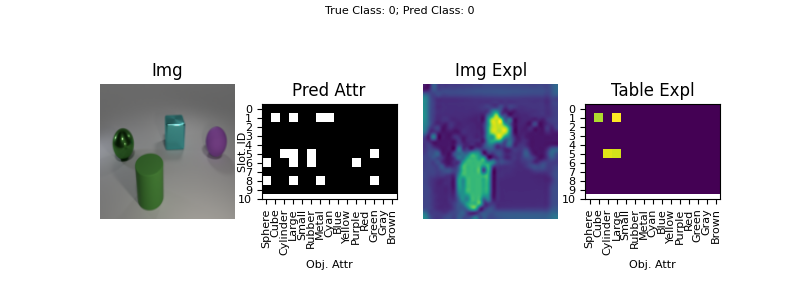 True Class: 0; Pred Class: 0
Img
Pred Attr
Img Expl
Table Expl
Slot. ID
0
1
2
3
4
5
6
7
8
9
10
Sphere
Cube
Cylinder
Large
Small
Rubber
Metal
Cyan
Blue
Yellow
Purple
Red
Green
Gray
Brown
Obj. Attr
0
1
2
3
4
5
6
7
8
9
10
Sphere
Cube
Cylinder
Large
Small
Rubber
Metal
Cyan
Blue
Yellow
Purple
Red
Green
Gray
Brown
Obj. Attr